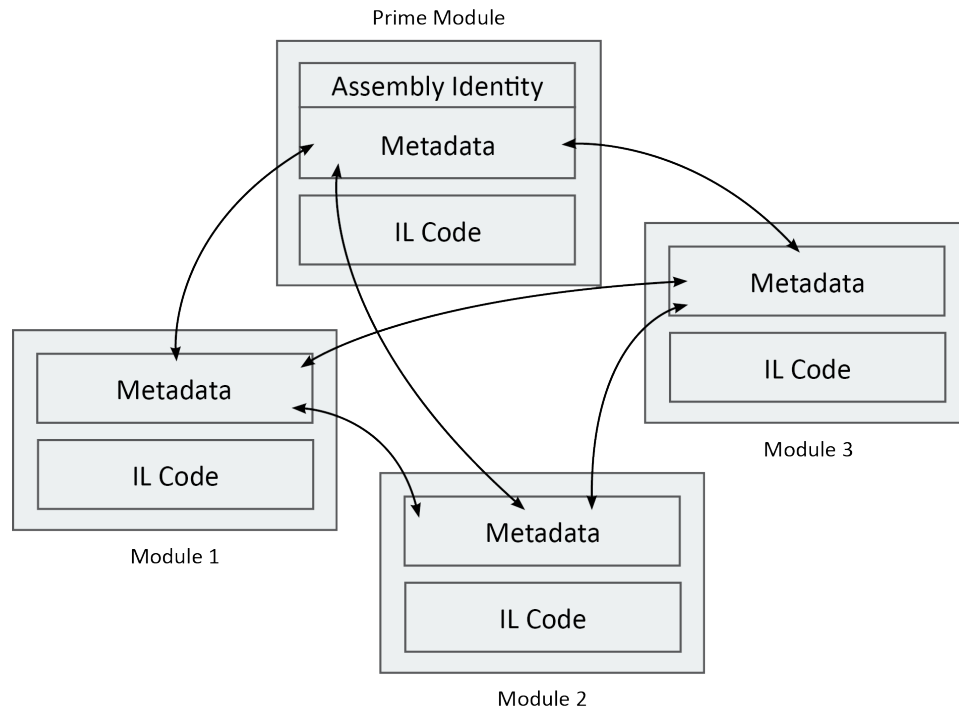 Prime Module
Assembly Identity
Metadata
IL Code
Metadata
IL Code
Module 3
Metadata
IL Code
Module 1
Metadata
IL Code
Module 2